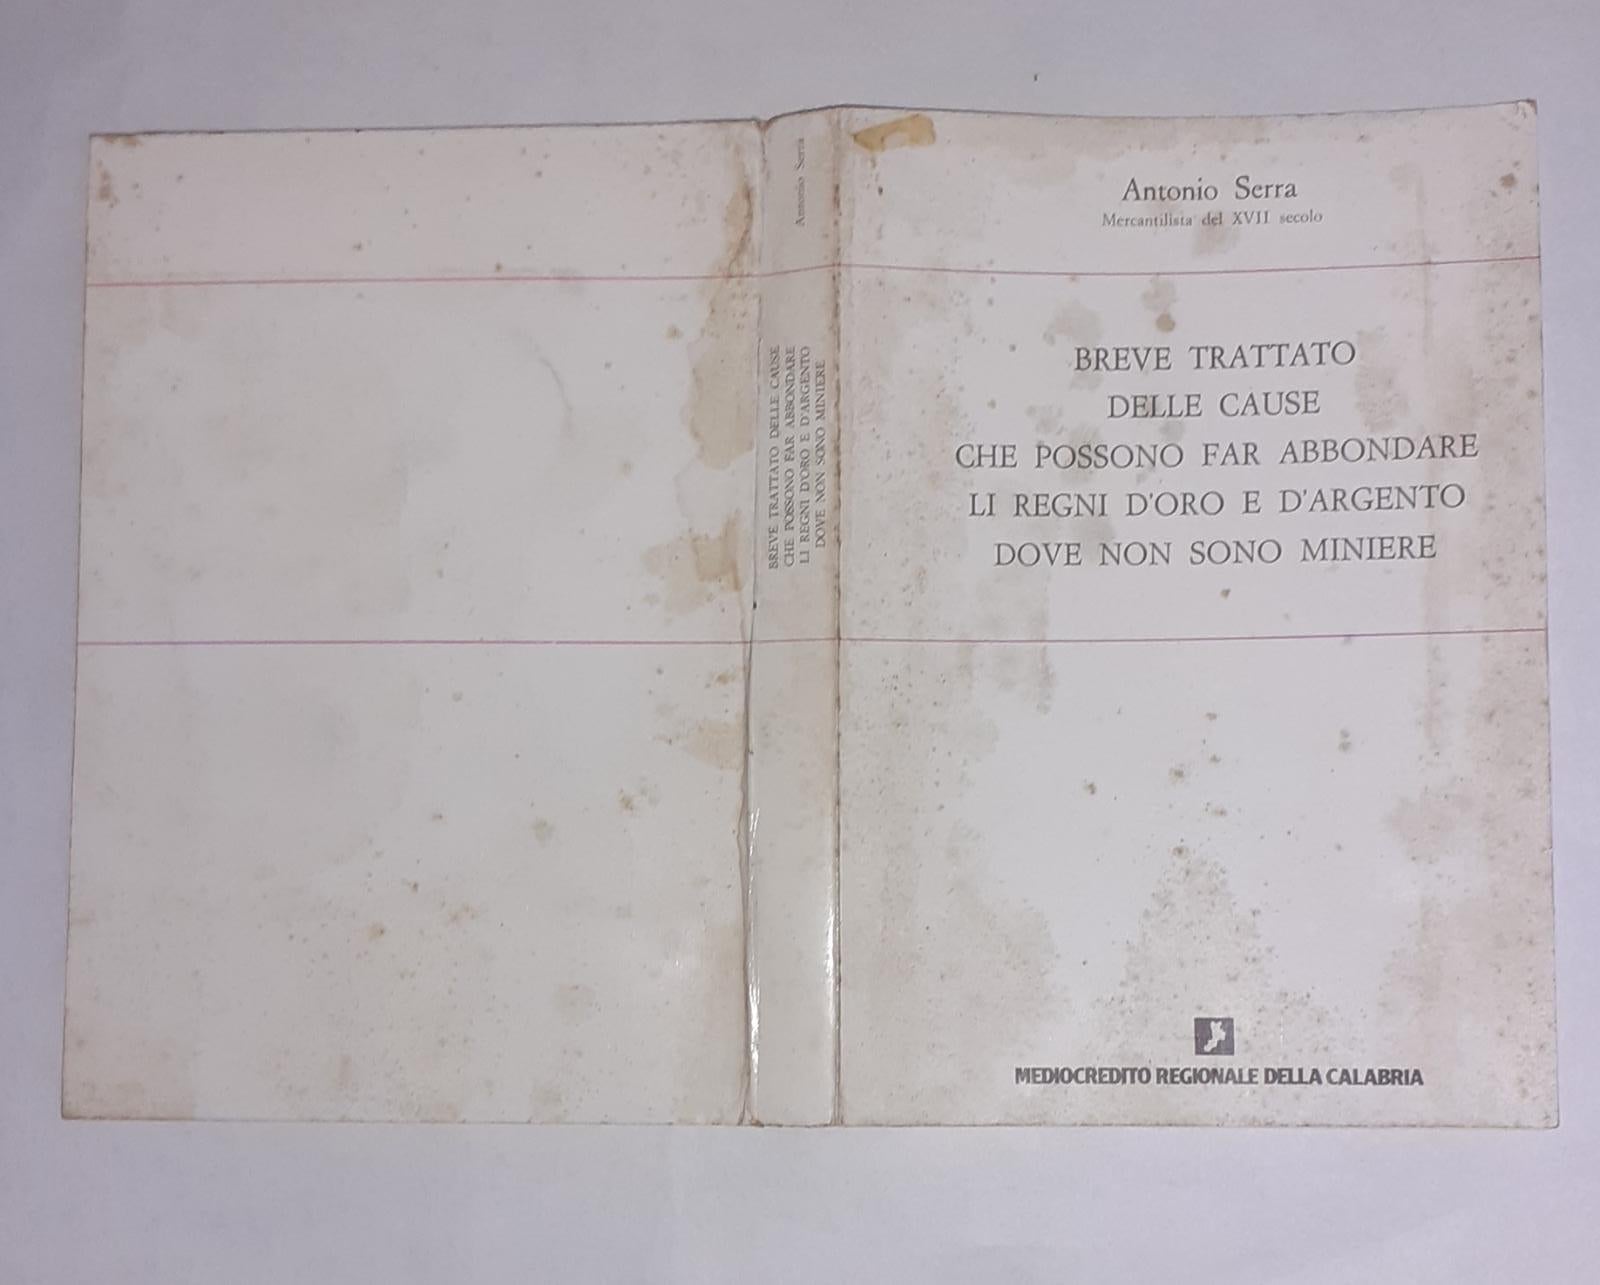 Antonio Serra
Mercantilista del XVII secolo
BREVE TRATTATO
DELLE CAUSE
CHE POSSONO FAR ABBONDARE
LI REGNI D'ORO E D'ARGENTO
DOVE NON SONO MINIERE
MEDIOCREDITO REGIONALE DELLA CALABRIA
Antonio Serra
BREVE TRATTATO DELLE CAUSE
CHE POSSONO FAR ABBONDARE
LI REGNI D'ORO E D'ARGENTO
DOVE NON SONO MINIERE